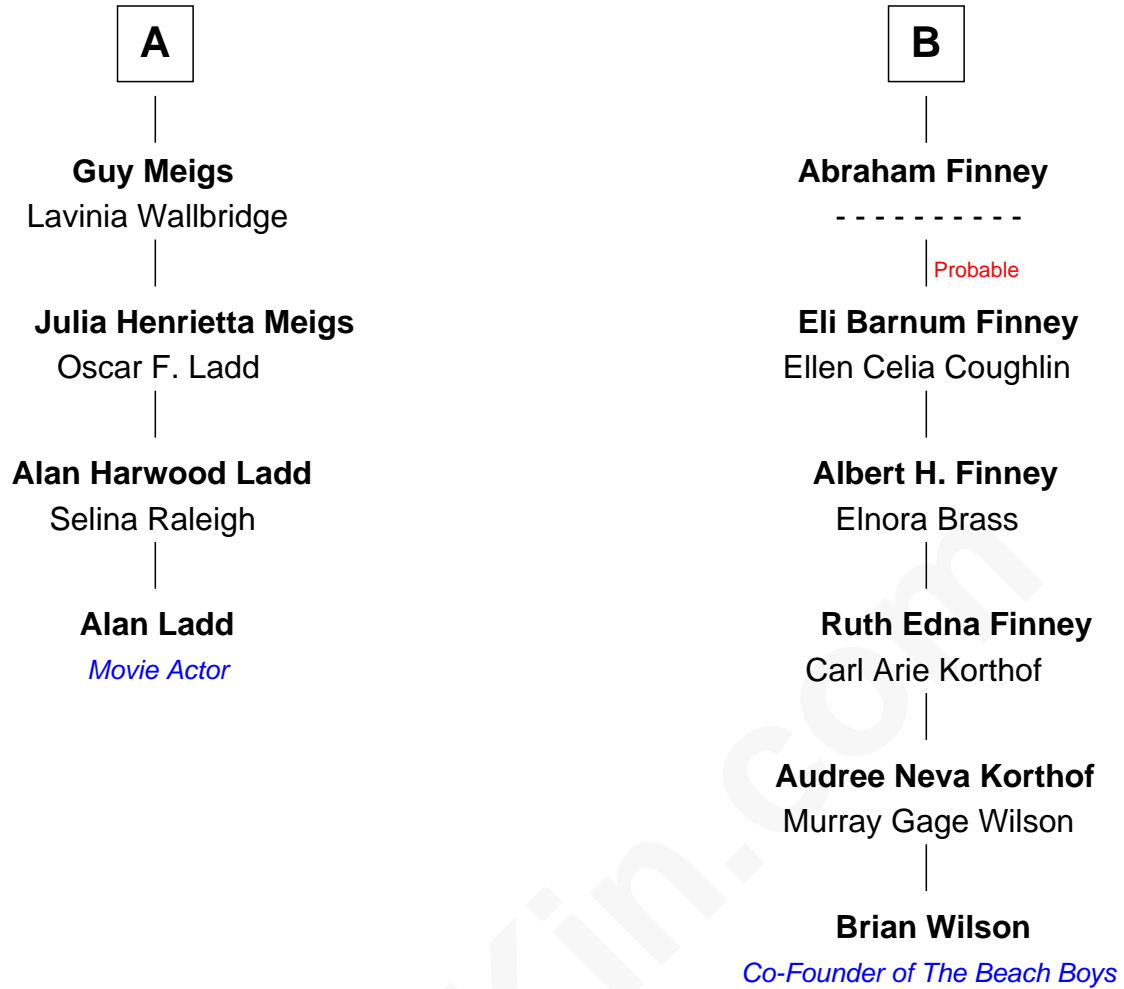 A
Guy Meigs
Lavinia Wallbridge
Julia Henrietta Meigs
Oscar F. Ladd
Alan Harwood Ladd
Selina Raleigh
Alan Ladd
Movie Actor
B
Abraham Finney
- - - - - - - - - -
Probable
Eli Barnum Finney
Ellen Celia Coughlin
Albert H. Finney
Elnora Brass
Ruth Edna Finney
Carl Arie Korthof
Audree Neva Korthof
Murray Gage Wilson
Brian Wilson
Co-Founder of The Beach Boys
Kin.com